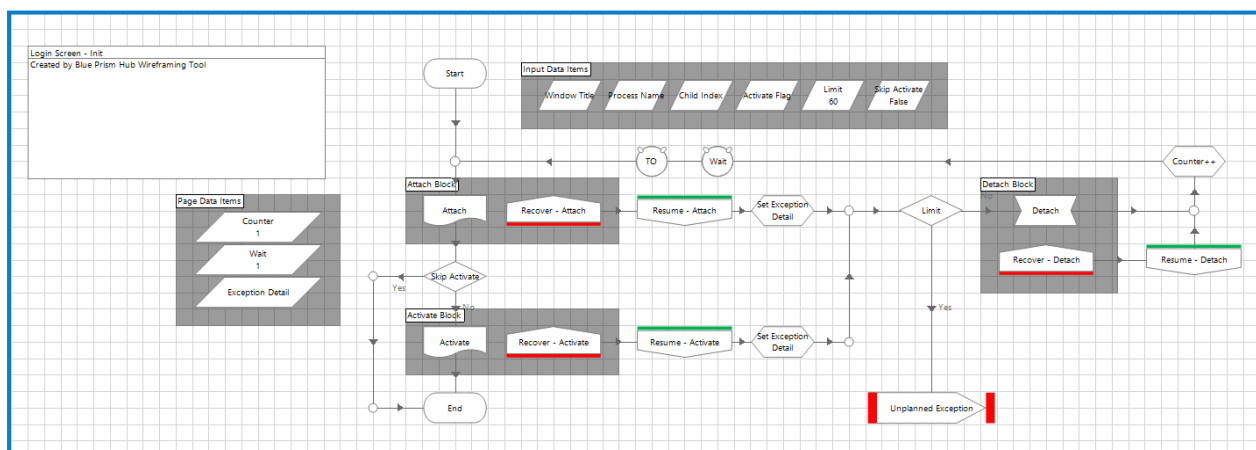 Login Screen - Init
Created by Blue Prism Hub Wireframing Tool
Start
Input Data Items
Window Title
Process Name
Child Index
Activate Flag
Limit
60
Skip Activate
False
TO
Wait
Counter++
Page Data Items
Counter
1
Wait
1
Exception Detail
Attach Block
Attach
Recover - Attach
Resume - Attach
Set Exception
Detail
Limit
No
Detach Block
Detach
Recover - Detach
Resume - Detach
Skip Activate
Yes
No
Activate Block
Activate
Recover - Activate
Resume - Activate
Set Exception
Detail
Yes
End
Unplanned Exception